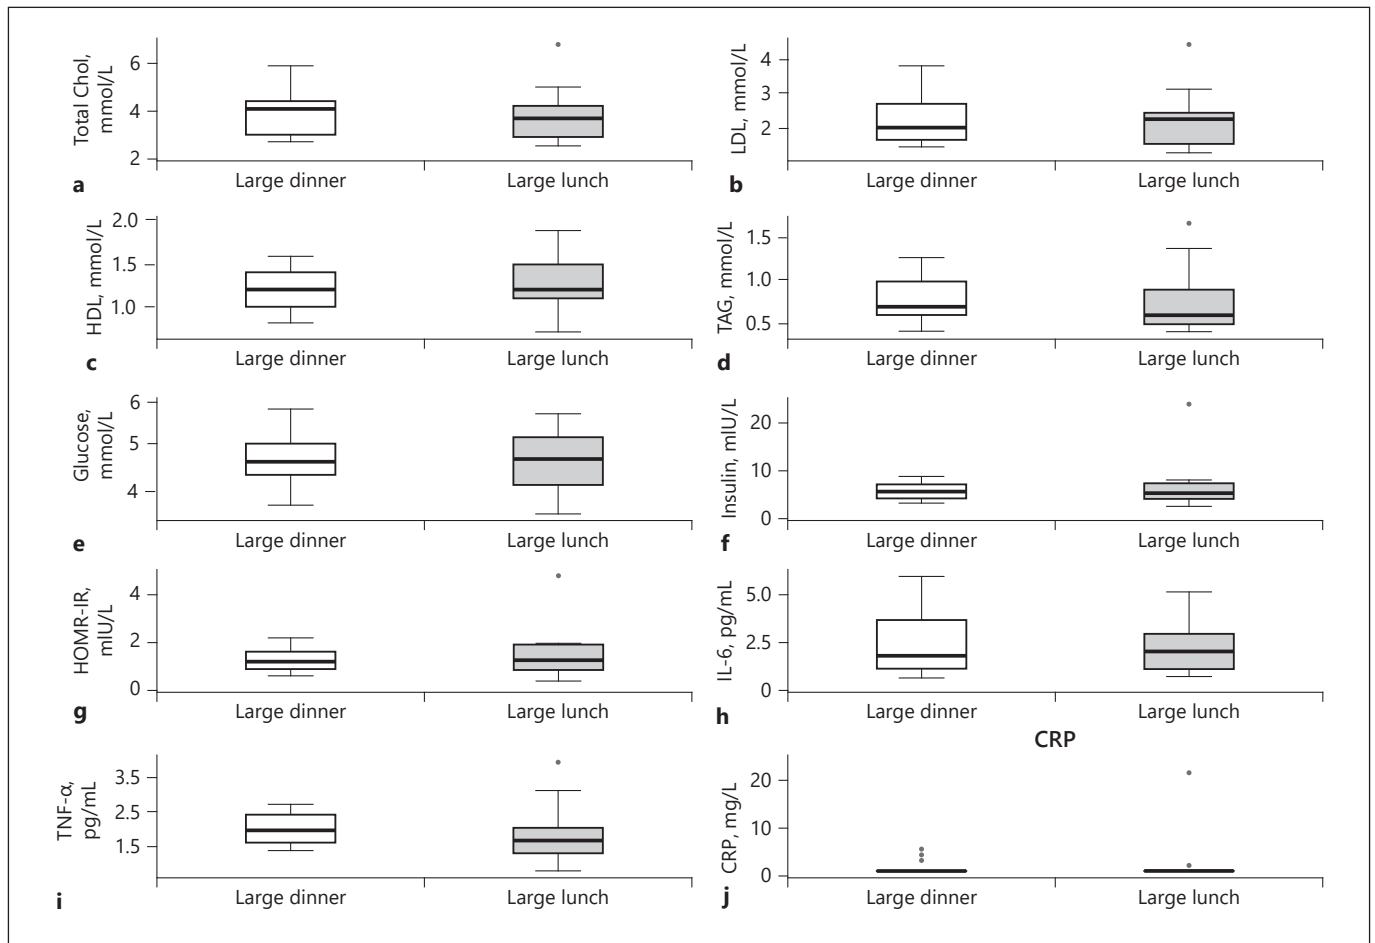 Total Chol,
mmol/L
6
4
2
Large dinner
Large lunch
a
LDL, mmol/L
4
3
2
Large dinner
Large lunch
b
HDL, mmol/L
2.0
1.5
1.0
Large dinner
Large lunch
c
TAG, mmol/L
1.5
1.0
0.5
Large dinner
Large lunch
d
Glucose,
mmol/L
6
5
4
Large dinner
Large lunch
e
Insulin, mIU/L
20
10
0
Large dinner
Large lunch
f
HOMR-IR,
mIU/L
4
2
0
Large dinner
Large lunch
g
IL-6, pg/mL
5.0
2.5
0
Large dinner
Large lunch
h
TNF-α,
pg/mL
3.5
2.5
1.5
Large dinner
Large lunch
i
CRP
CRP, mg/L
20
10
0
Large dinner
Large lunch
j